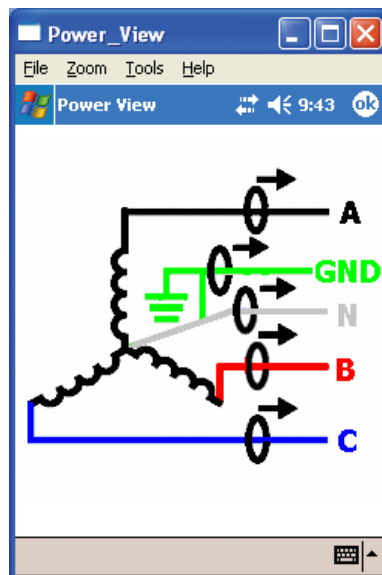 Power_View
File Zoom Tools Help
Power View 9:43 ok
A
GND
N
B
C